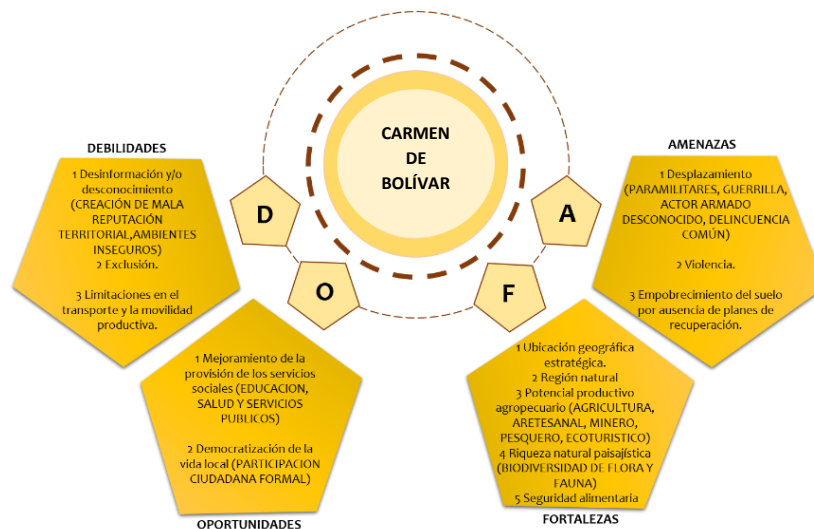 CARMEN
DE
BOLÍVAR
D
O
F
A
DEBILIDADES
1 Desinformación y/o
desconocimiento
(CREACIÓN DE MALA
REPUTACIÓN
TERRITORIAL,AMBIENTES
INSEGUROS)
2 Exclusión.
3 Limitaciones en el
transporte y la movilidad
productiva.
1 Mejoramiento de la
provisión de los servicios
sociales (EDUCACION,
SALUD Y SERVICIOS
PUBLICOS)
2 Democratización de la
vida local (PARTICIPACION
CIUDADANA FORMAL)
OPORTUNIDADES
1 Ubicación geográfica
estratégica.
2 Región natural
3 Potencial productivo
agropecuario (AGRICULTURA,
ARETESANAL, MINERO,
PESQUERO, ECOTURISTICO)
4 Riqueza natural paisajística
(BIODIVERSIDAD DE FLORA Y
FAUNA)
5 Seguridad alimentaria
FORTALEZAS
AMENAZAS
1 Desplazamiento
(PARAMILITARES, GUERRILLA,
ACTOR ARMADO
DESCONOCIDO, DELINCUENCIA
COMÚN)
2 Violencia.
3 Empobrecimiento del suelo
por ausencia de planes de
recuperación.